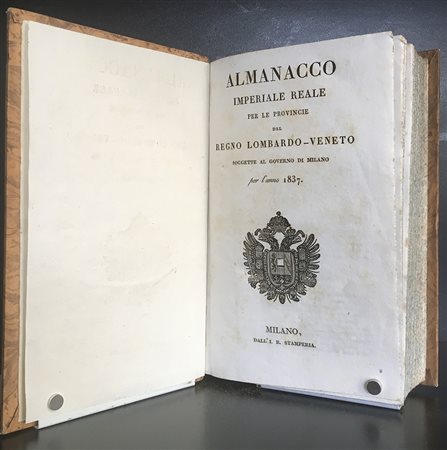 ALMANACCO
IMPERIALE REALE
PER LE PROVINCIE
DEL
REGNO LOMBARDO-VENETO
SOGGETTE AL GOVERNO DI MILANO
per l'anno 1837.
MILANO,
DALL'I. R. STAMPERIA.